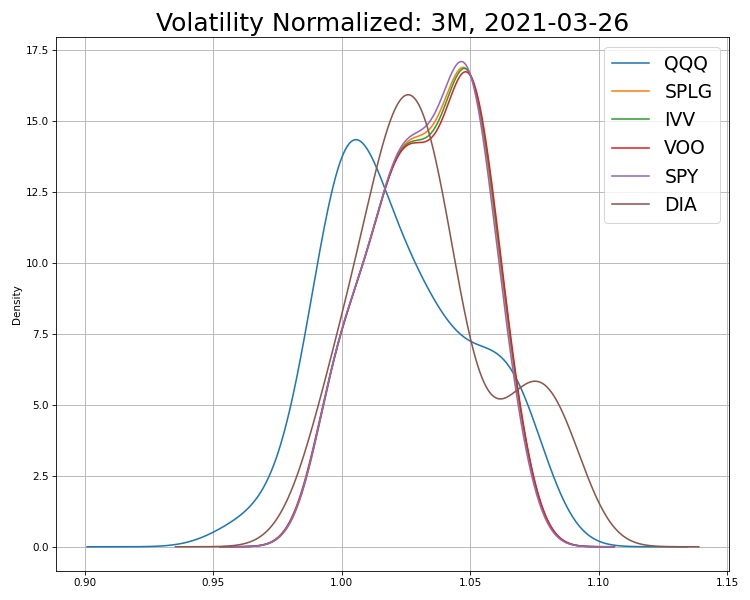 Volatility Normalized: 3M, 2021-03-26
17.5
15.0
12.5
10.0
7.5
5.0
2.5
0.0
Density
QQQ
SPLG
IVV
VOO
SPY
DIA
0.90 0.95 1.00 1.05 1.10 1.15